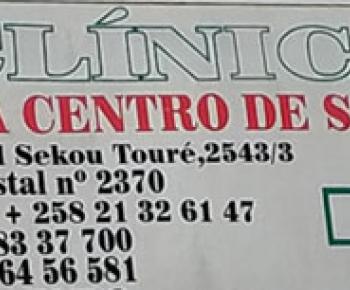 CLÍNIC
A CENTRO DE S
l Sekou Touré,2543/3
stal nº 2370
+ 258 21 32 61 47
83 37 700
64 56 581